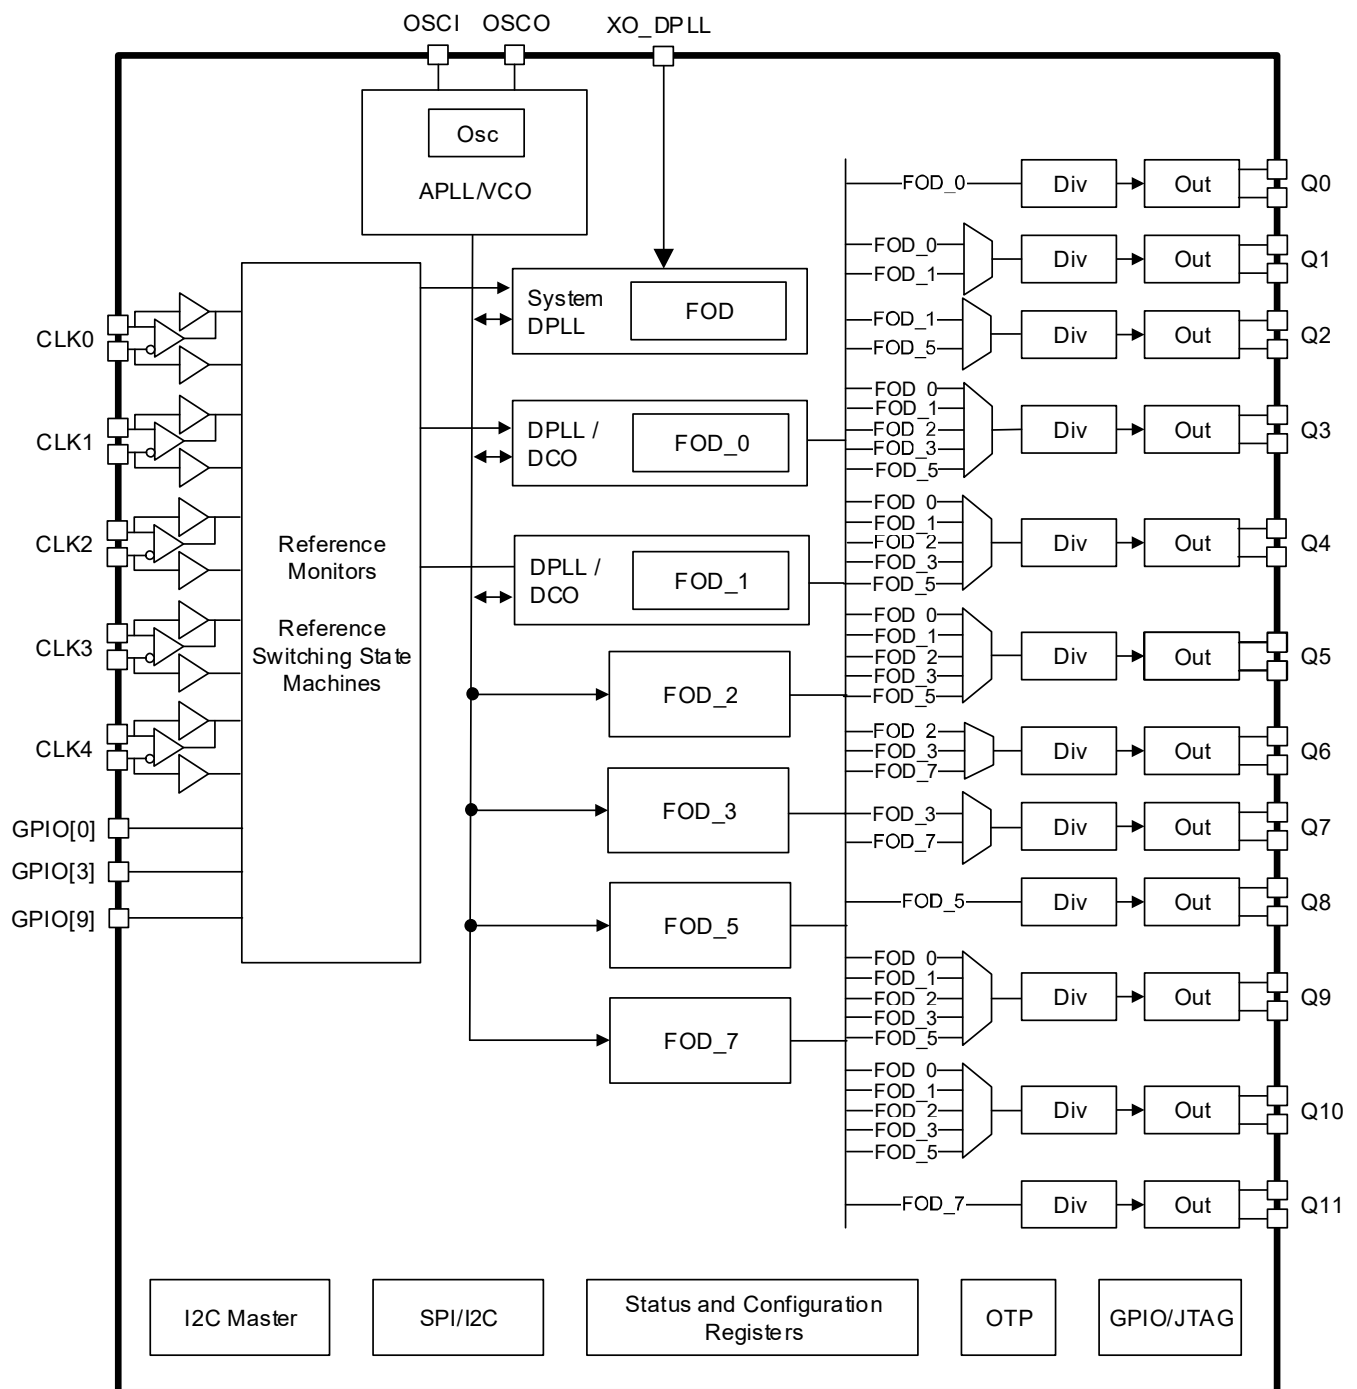 OSCI OSCO XO_DPLL
Osc
APLL/VCO
System
DPLL
FOD
DPLL /
DCO
FOD_0
DPLL /
DCO
FOD_1
FOD_2
FOD_3
FOD_5
FOD_7
CLK0
CLK1
CLK2
CLK3
CLK4
GPIO[0]
GPIO[3]
GPIO[9]
Reference
Monitors
Reference
Switching State
Machines
FOD_0 Div Out Q0
FOD_0
FOD_1
Div Out Q1
FOD_1
FOD_5
Div Out Q2
FOD_0
FOD_1
FOD_2
FOD_3
FOD_5
Div Out Q3
FOD_0
FOD_1
FOD_2
FOD_3
FOD_5
Div Out Q4
FOD_0
FOD_1
FOD_2
FOD_3
FOD_5
Div Out Q5
FOD_2
FOD_3
FOD_7
Div Out Q6
FOD_3
FOD_7
Div Out Q7
FOD_5 Div Out Q8
FOD_0
FOD_1
FOD_2
FOD_3
FOD_5
Div Out Q9
FOD_0
FOD_1
FOD_2
FOD_3
FOD_5
Div Out Q10
FOD_7 Div Out Q11
I2C Master
SPI/I2C
Status and Configuration
Registers
OTP
GPIO/JTAG